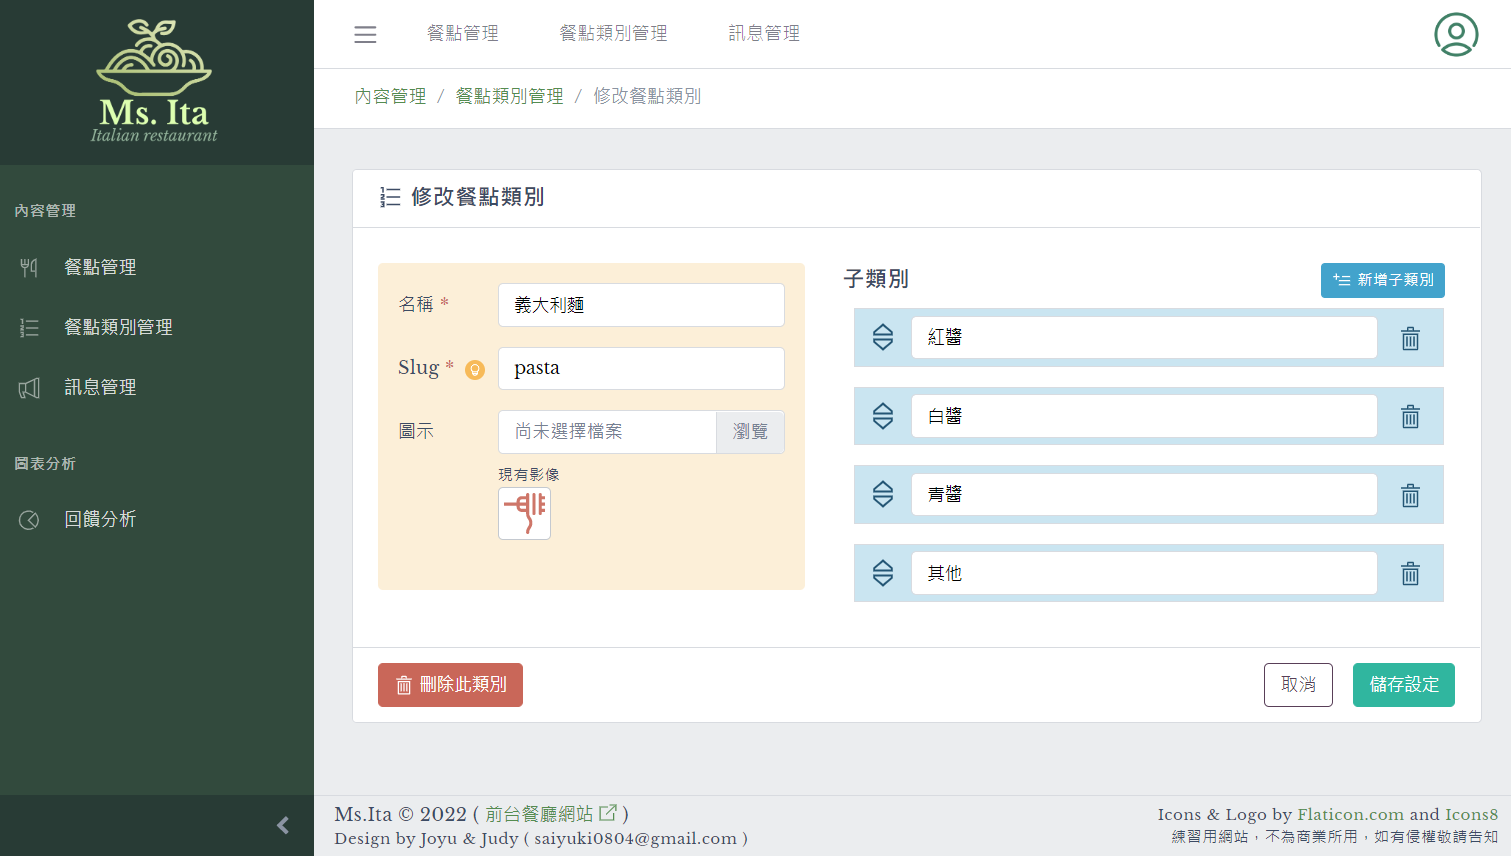 Ms. Ita
Italian restaurant
內容管理
餐點管理
餐點類別管理
訊息管理
圖表分析
回饋分析
餐點管理 餐點類別管理 訊息管理
內容管理 / 餐點類別管理 / 修改餐點類別
修改餐點類別
名稱 * 義大利麵
Slug * pasta
圖示 尚未選擇檔案 瀏覽
現有影像
子類別 新增子類別
紅醬
白醬
青醬
其他
刪除此類別 取消 儲存設定
Ms.Ita © 2022 ( 前台餐廳網站 )
Design by Joyu & Judy ( saiyuki0804@gmail.com )
Icons & Logo by Flaticon.com and Icons8
練習用網站，不為商業所用，如有侵權敬請告知